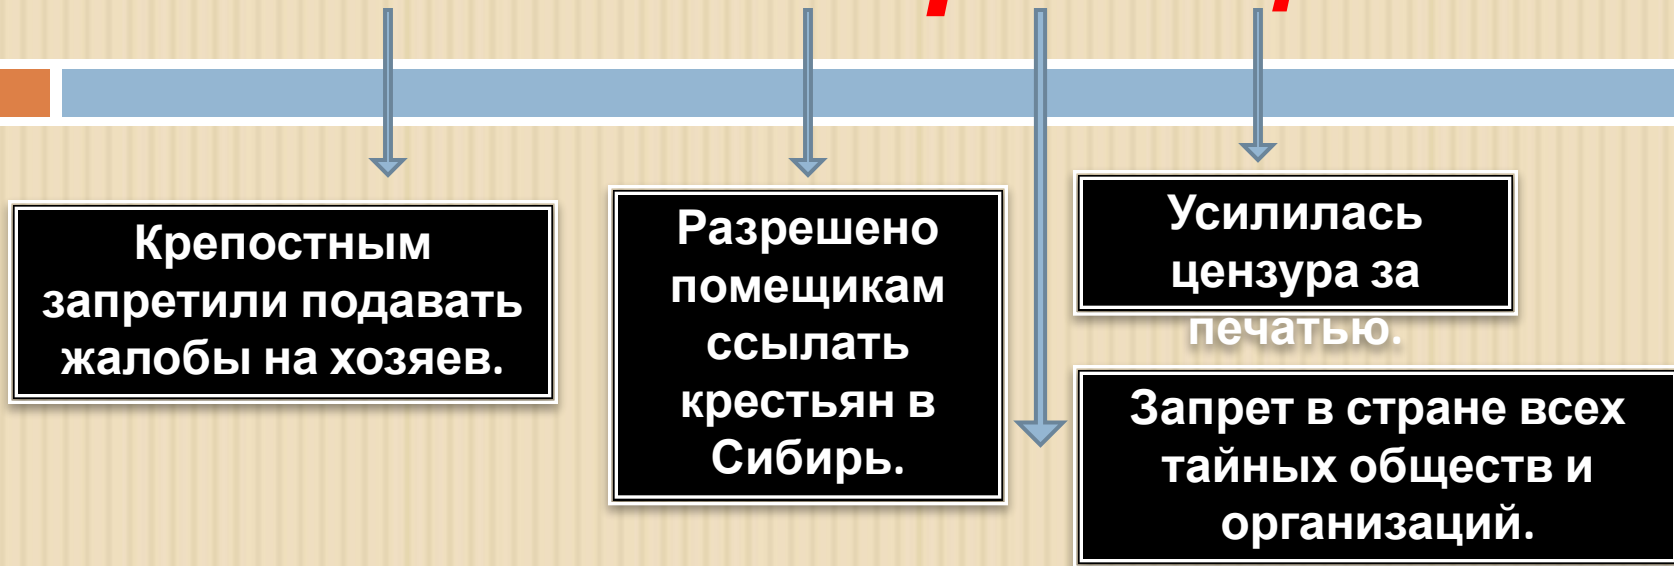 Крепостным
запретили подавать
жалобы на хозяев.
Разрешено
помещикам
ссылать
крестьян в
Сибирь.
Усилилась
цензура за
печатью.
Запрет в стране всех
тайных обществ и
организаций.